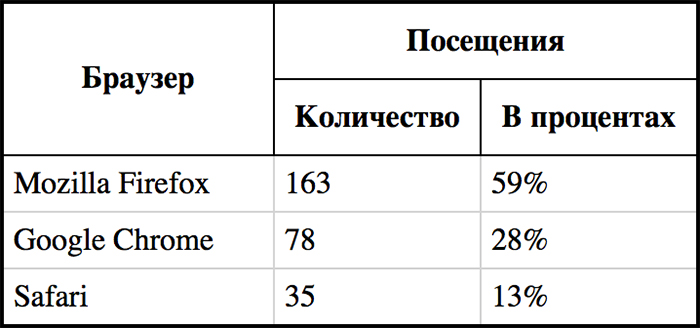 Браузер
Посещения
Количество
В процентах
Mozilla Firefox 163 59%
Google Chrome 78 28%
Safari 35 13%